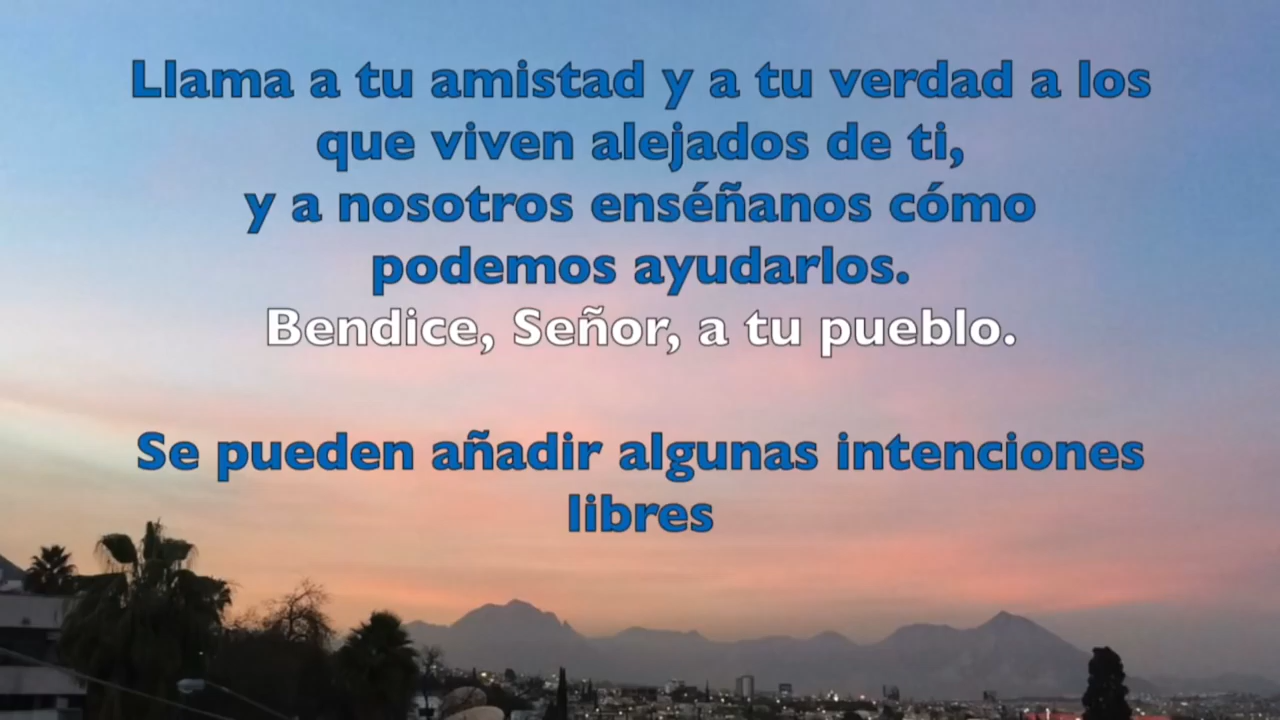 Llama a tu amistad y a tu verdad a los
que viven alejados de ti,
y a nosotros enséñanos cómo
podemos ayudarlos.
Bendice, Señor, a tu pueblo.
Se pueden añadir algunas intenciones
libres